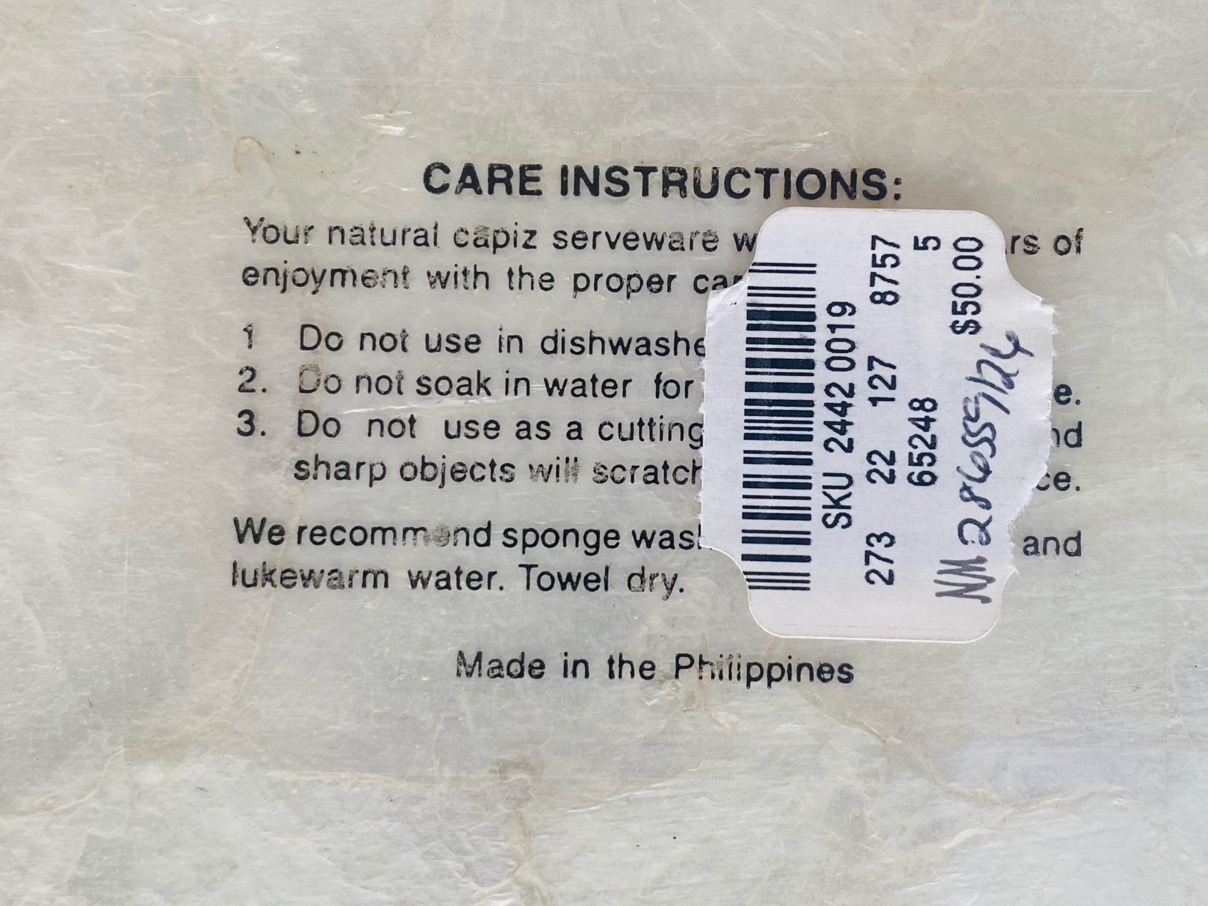 CARE INSTRUCTIONS:
Your natural capiz serveware rs of
enjoyment with the proper
1 Do not use in dishwashe
2. Do not soak in water for e.
3. Do not use as a cutting nd
sharp objects will scratch ce.
We recommend sponge was and
lukewarm water. Towel dry.
Made in the Philippines
SKU 2442 0019
273 22 127 8757
65248 5
$50.00
NM